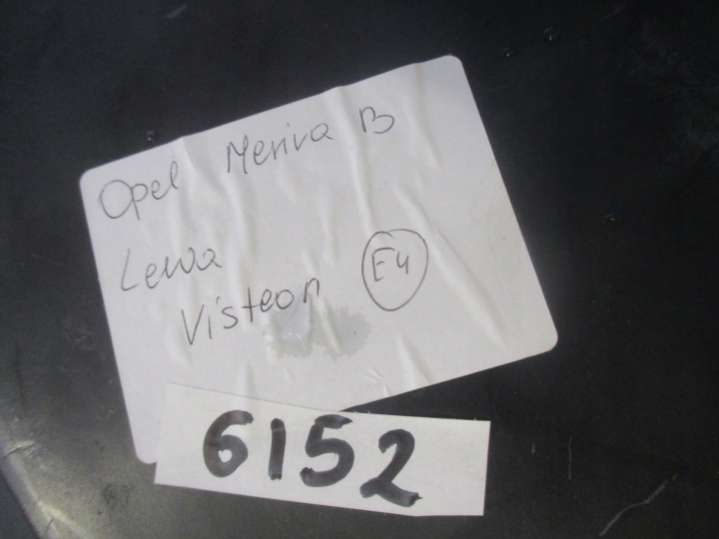 Opel Meriva B
Lewa
Visteon E4
6152